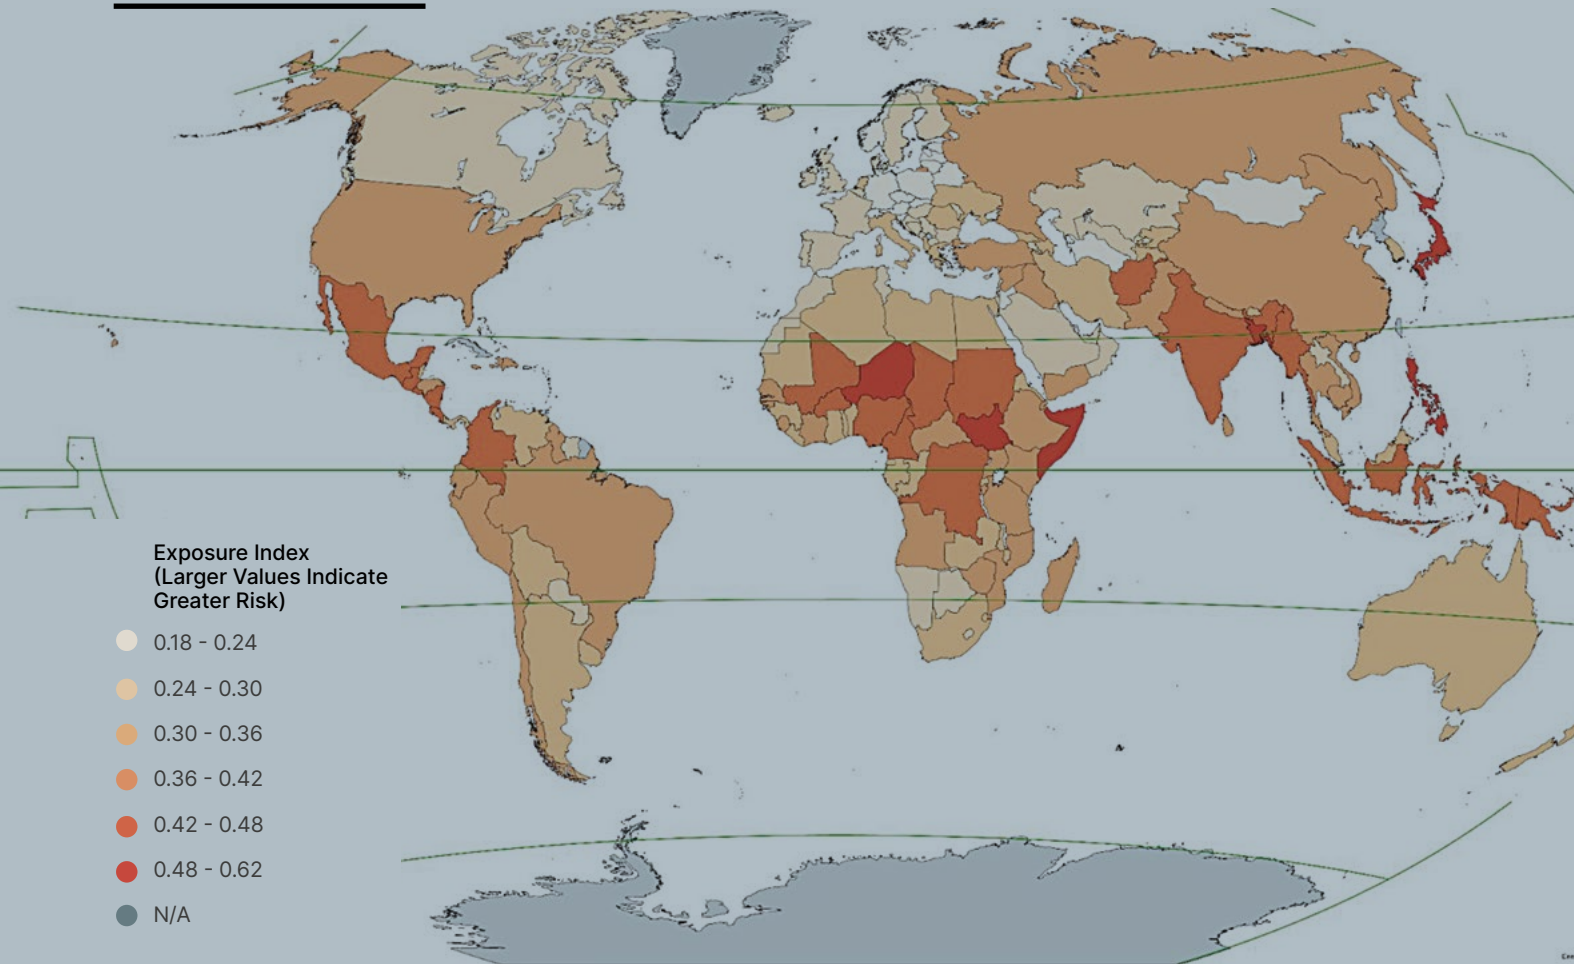 Exposure Index
(Larger Values Indicate
Greater Risk)
0.18 - 0.24
0.24 - 0.30
0.30 - 0.36
0.36 - 0.42
0.42 - 0.48
0.48 - 0.62
N/A